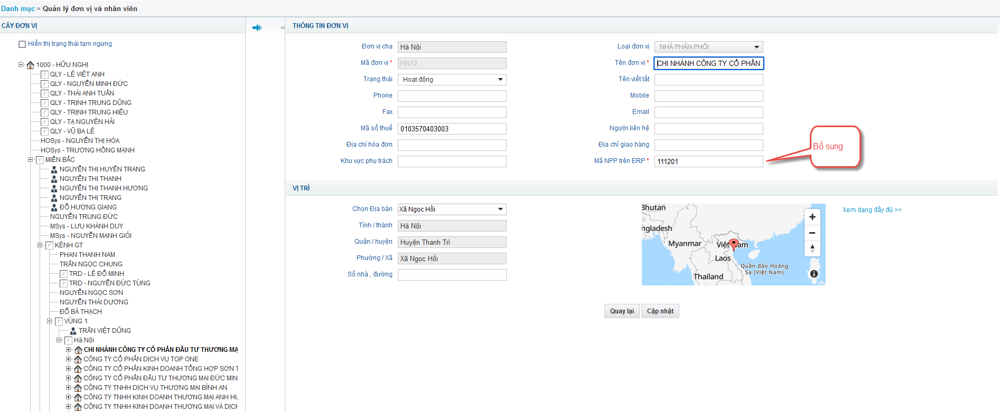 Danh mục » Quản lý đơn vị và nhân viên
CÂY ĐƠN VỊ
Hiển thị trạng thái tạm ngưng
1000 - HỮU NGHỊ
QLY - LÊ VIỆT ANH
QLY - NGUYỄN MINH ĐỨC
QLY - THÁI ANH TUẤN
QLY - TRỊNH TRUNG DŨNG
QLY - TRỊNH TRUNG HIẾU
QLY - TẠ NGUYÊN HẢI
QLY - VŨ BA LÊ
HOSys - NGUYỄN THỊ HÒA
HOSys - TRƯƠNG HỒNG MẠNH
MIỀN BẮC
NGUYỄN THỊ HUYỀN TRANG
NGUYỄN THỊ THANH
NGUYỄN THỊ THANH HƯƠNG
NGUYỄN THỊ TRANG
ĐỖ HƯƠNG GIANG
NGUYỄN TRUNG ĐỨC
MSys - LƯU KHÁNH DUY
MSys - NGUYỄN MẠNH GIỎI
KÊNH GT
PHAN THANH NAM
TRẦN NGỌC CHUNG
TRD - LÊ ĐỖ MINH
TRD - NGUYỄN ĐỨC TÙNG
NGUYỄN NGỌC SƠN
NGUYỄN THÁI DƯƠNG
ĐỖ BÁ THẠCH
VÙNG 1
TRẦN VIỆT DŨNG
Hà Nội
CHI NHÁNH CÔNG TY CỔ PHẦN ĐẦU TƯ THƯƠNG MẠ
CÔNG TY CỔ PHẦN DỊCH VỤ TOP ONE
CÔNG TY CỔ PHẦN KINH DOANH TỔNG HỢP SƠN T
CÔNG TY CỔ PHẦN ĐẦU TƯ THƯƠNG MẠI ĐỨC MIN
CÔNG TY TNHH DỊCH VỤ THƯƠNG MẠI BÌNH AN
CÔNG TY TNHH KINH DOANH THƯƠNG MẠI ANH HU
CÔNG TY TNHH KINH DOANH THƯƠNG MẠI VÀ DỊCH
THÔNG TIN ĐƠN VỊ
Đơn vị cha Hà Nội Loại đơn vị NHÀ PHÂN PHỐI
Mã đơn vị * HN12 Tên đơn vị * CHI NHÁNH CÔNG TY CỔ PHẦN
Trạng thái Hoạt động Tên viết tắt
Phone Mobile
Fax Email
Mã số thuế 0103570403003 Người liên hệ
Địa chỉ hóa đơn Địa chỉ giao hàng
Khu vực phụ trách Mã NPP trên ERP * 111201
Bổ sung
VỊ TRÍ
Chọn Địa bàn Xã Ngọc Hồi
Tỉnh / thành Hà Nội
Quận / huyện Huyện Thanh Trì
Phường / Xã Xã Ngọc Hồi
Số nhà , đường
Bhutan
ngladesh
Myanmar
Việt Nam
Laos
Quần đảo Hoàng
Sa (Việt Nam)
Thailand
Xem dạng đầy đủ >>
Quay lại Cập nhật